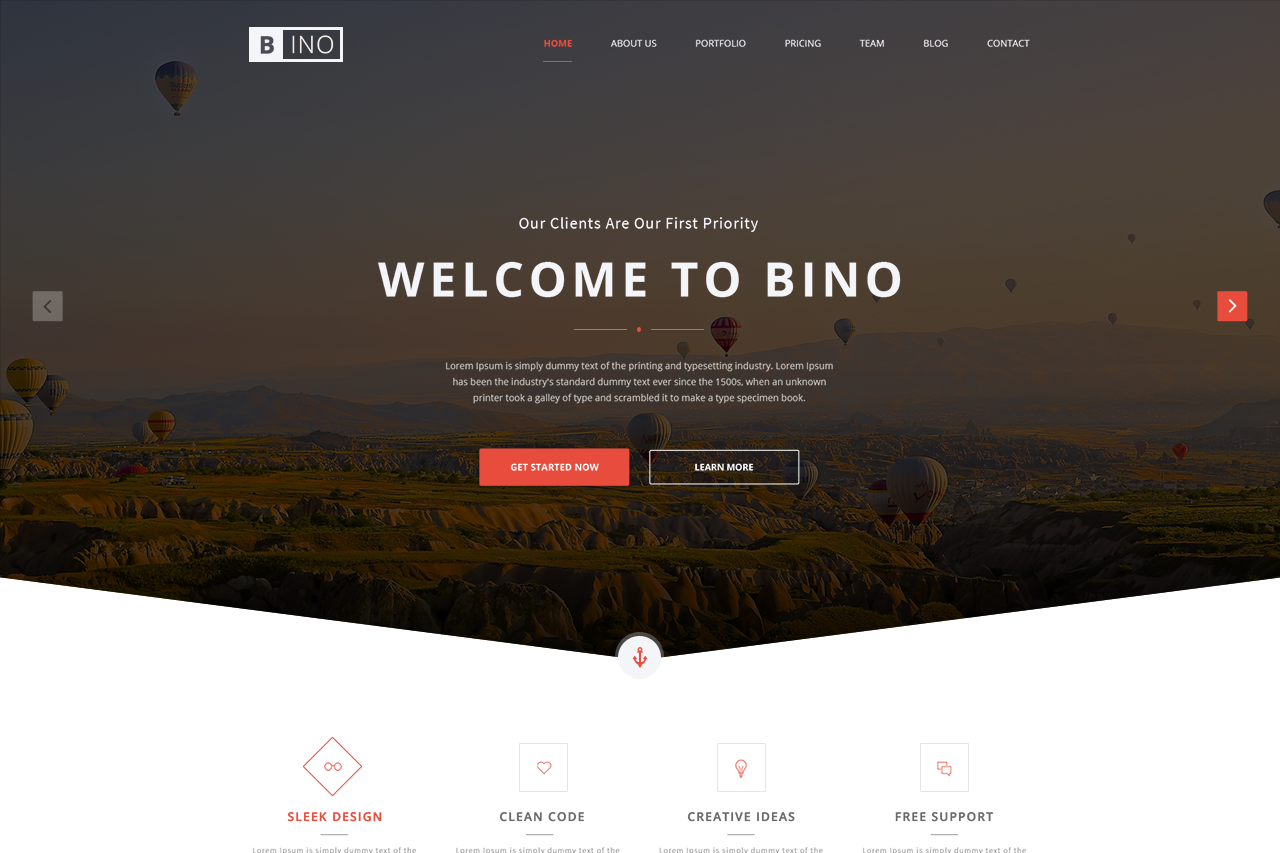 B INO
HOME ABOUT US PORTFOLIO PRICING TEAM BLOG CONTACT
Our Clients Are Our First Priority
WELCOME TO BINO
Lorem Ipsum is simply dummy text of the printing and typesetting industry. Lorem Ipsum
has been the industry's standard dummy text ever since the 1500s, when an unknown
printer took a galley of type and scrambled it to make a type specimen book.
GET STARTED NOW LEARN MORE
SLEEK DESIGN CLEAN CODE CREATIVE IDEAS FREE SUPPORT
Lorem Ipsum is simply dummy text of the Lorem Ipsum is simply dummy text of the Lorem Ipsum is simply dummy text of the Lorem Ipsum is simply dummy text of the